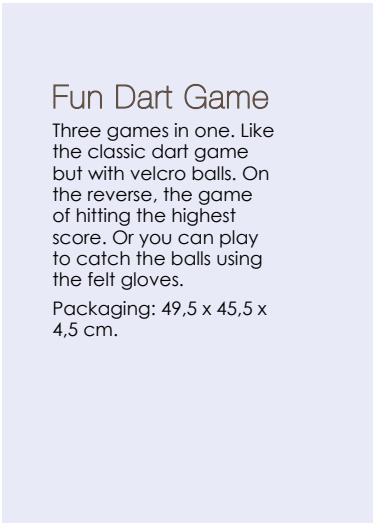 Fun Dart Game
Three games in one. Like
the classic dart game
but with velcro balls. On
the reverse, the game
of hitting the highest
score. Or you can play
to catch the balls using
the felt gloves.
Packaging: 49,5 x 45,5 x
4,5 cm.